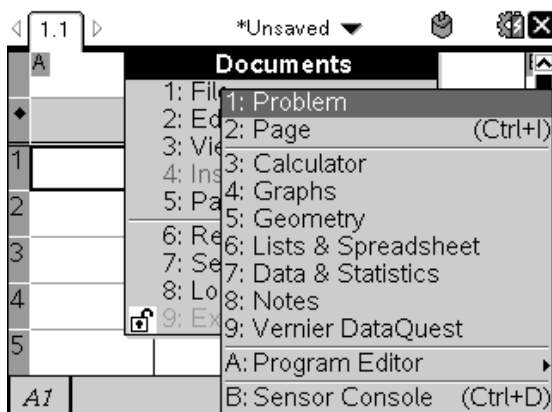 1.1 *Unsaved
A
Documents
1: File
2: Ed
3: Vie
4: Ins
5: Pa
6: Re
7: Se
8: Lo
9: Ex
1: Problem
2: Page (Ctrl+I)
3: Calculator
4: Graphs
5: Geometry
6: Lists & Spreadsheet
7: Data & Statistics
8: Notes
9: Vernier DataQuest
A: Program Editor
B: Sensor Console (Ctrl+D)
1
2
3
4
5
A1